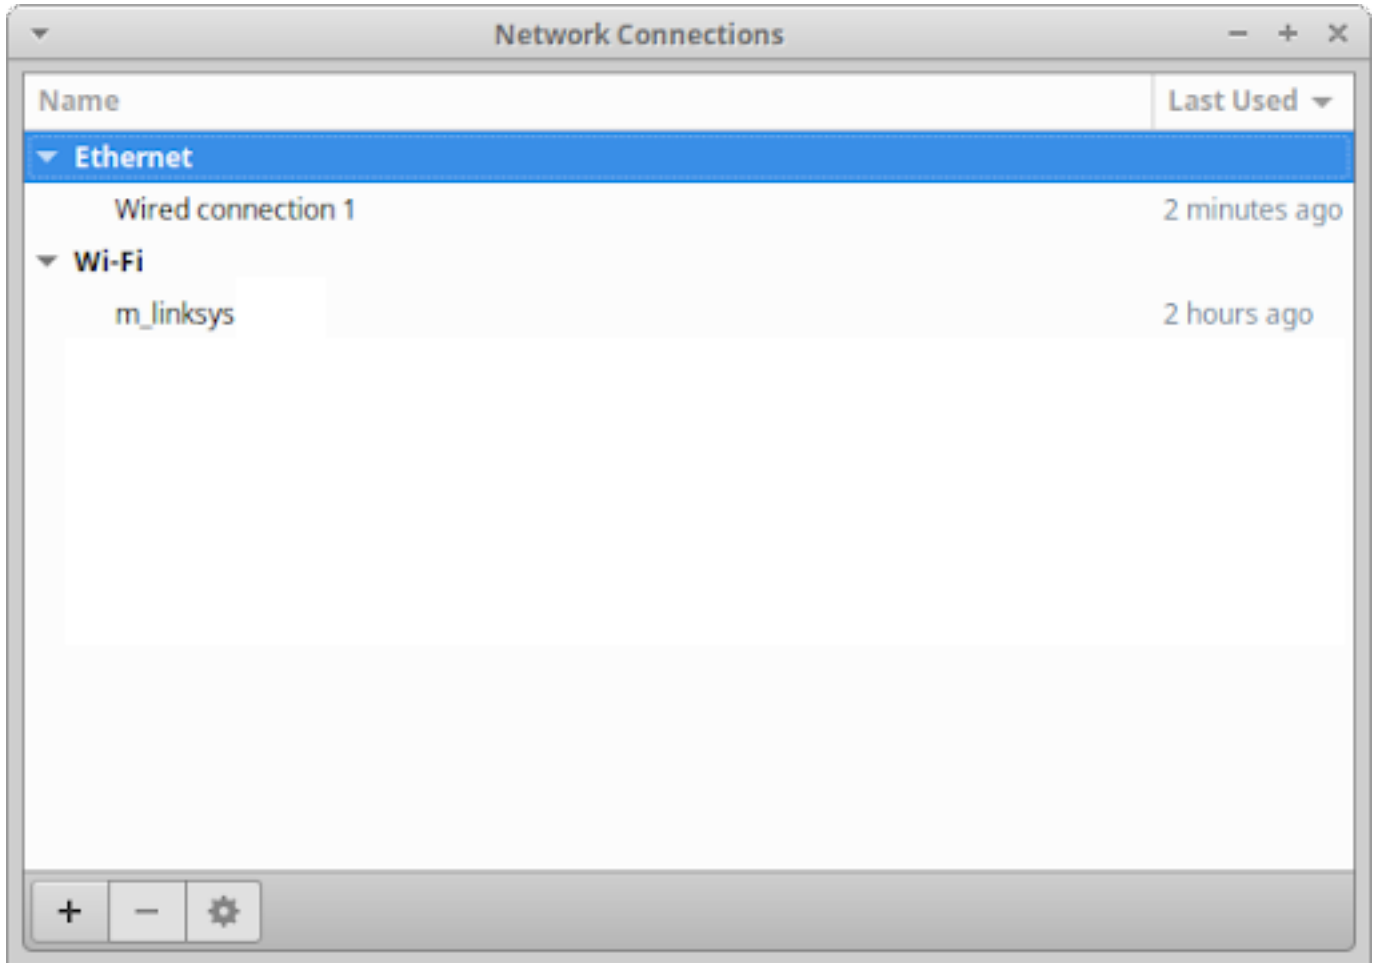 Network Connections
Name Last Used
Ethernet
Wired connection 1 2 minutes ago
Wi-Fi
m_linksys 2 hours ago